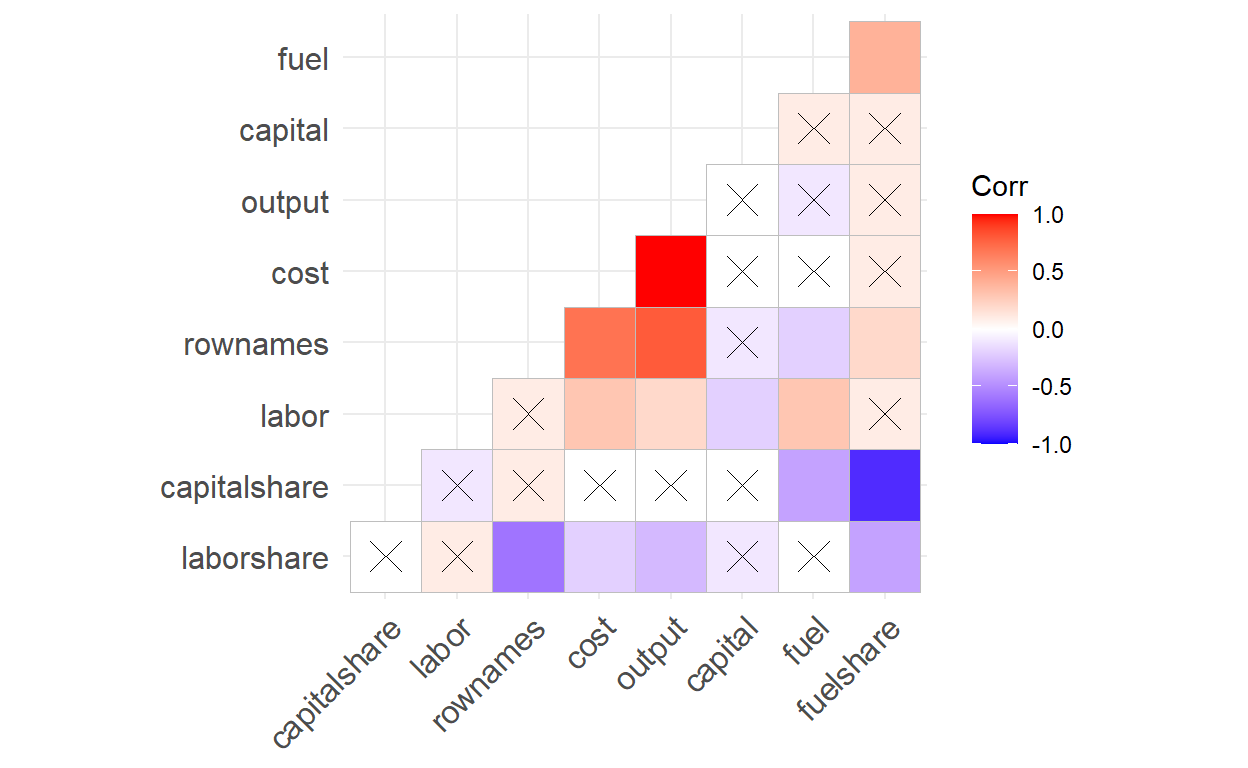 fuel
capital
output
cost
rownames
labor
capitalshare
laborshare
capitalshare
labor
rownames
cost
output
capital
fuel
fuelshare
Corr
1.0
0.5
0.0
-0.5
-1.0